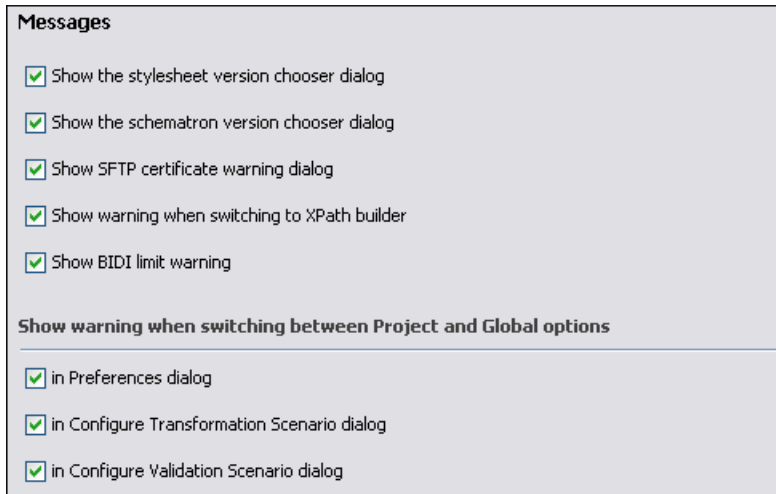 Messages
Show the stylesheet version chooser dialog
Show the schematron version chooser dialog
Show SFTP certificate warning dialog
Show warning when switching to XPath builder
Show BIDI limit warning
Show warning when switching between Project and Global options
in Preferences dialog
in Configure Transformation Scenario dialog
in Configure Validation Scenario dialog